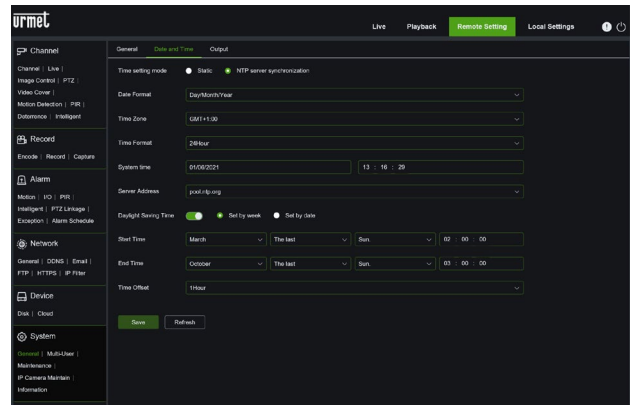 urmet
Live Playback Remote Setting Local Settings
Channel
Channel | Live |
Image Control | PTZ |
Video Cover |
Motion Detection | PIR |
Deterrence | Intelligent
Record
Encode | Record | Capture
Alarm
Motion | I/O | PIR |
Intelligent | PTZ Linkage |
Exception | Alarm Schedule
Network
General | DDNS | Email |
FTP | HTTPS | IP Filter
Device
Disk | Cloud
System
General | Multi-User |
Maintenance |
IP Camera Maintain |
Information
General Date and Time Output
Time setting mode Static NTP server synchronization
Date Format Day/Month/Year
Time Zone GMT+1:00
Time Format 24Hour
System time 01/06/2021 13 : 16 : 29
Server Address pool.ntp.org
Daylight Saving Time Set by week Set by date
Start Time March The last Sun. 02 : 00 : 00
End Time October The last Sun. 03 : 00 : 00
Time Offset 1Hour
Save Refresh